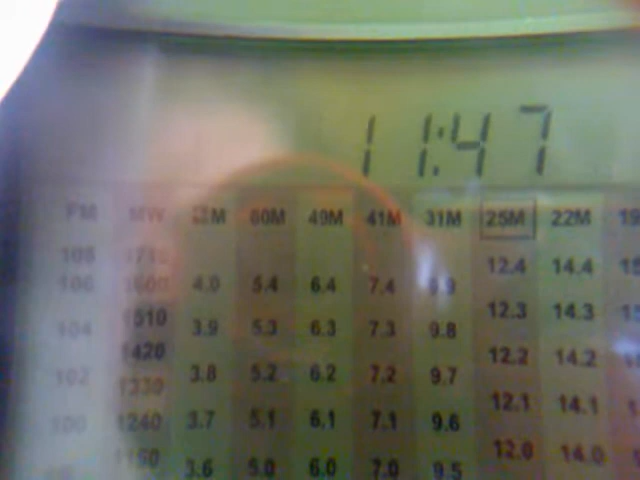 11:47
FM MW 60M 49M 41M 31M 25M 22M
108 12.4 14.4
106 1600 4.0 5.4 6.4 7.4
1510 12.3 14.3
104 3.9 5.3 6.3 7.3 9.8
1420 12.2 14.2
102 1330 3.8 5.2 6.2 7.2 9.7
12.1 14.1
100 1240 3.7 5.1 6.1 7.1 9.6
1150 12.0 14.0
3.6 5.0 6.0 7.0 9.5